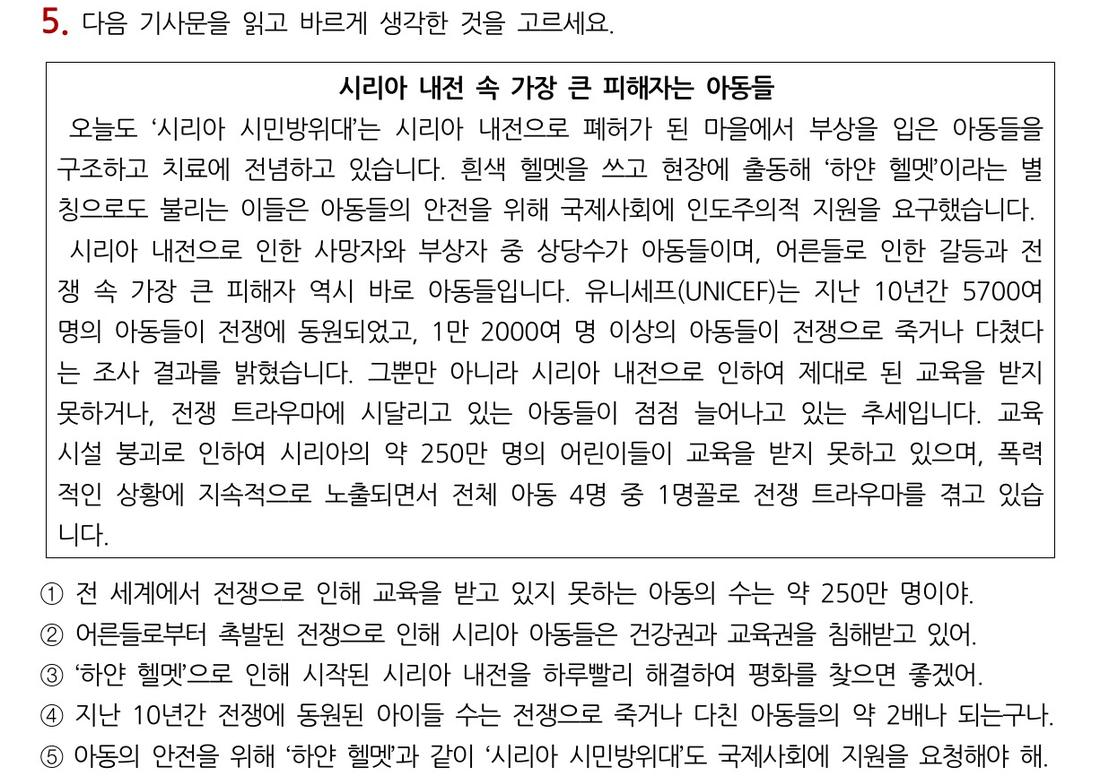 5. 다음 기사문을 읽고 바르게 생각한 것을 고르세요.
시리아 내전 속 가장 큰 피해자는 아동들
오늘도 ‘시리아 시민방위대’는 시리아 내전으로 폐허가 된 마을에서 부상을 입은 아동들을
구조하고 치료에 전념하고 있습니다. 흰색 헬멧을 쓰고 현장에 출동해 ‘하얀 헬멧’이라는 별
칭으로도 불리는 이들은 아동들의 안전을 위해 국제사회에 인도주의적 지원을 요구했습니다.
시리아 내전으로 인한 사망자와 부상자 중 상당수가 아동들이며, 어른들로 인한 갈등과 전
쟁 속 가장 큰 피해자 역시 바로 아동들입니다. 유니세프(UNICEF)는 지난 10년간 5700여
명의 아동들이 전쟁에 동원되었고, 1만 2000여 명 이상의 아동들이 전쟁으로 죽거나 다쳤다
는 조사 결과를 밝혔습니다. 그뿐만 아니라 시리아 내전으로 인하여 제대로 된 교육을 받지
못하거나, 전쟁 트라우마에 시달리고 있는 아동들이 점점 늘어나고 있는 추세입니다. 교육
시설 붕괴로 인하여 시리아의 약 250만 명의 어린이들이 교육을 받지 못하고 있으며, 폭력
적인 상황에 지속적으로 노출되면서 전체 아동 4명 중 1명꼴로 전쟁 트라우마를 겪고 있습
니다.
① 전 세계에서 전쟁으로 인해 교육을 받고 있지 못하는 아동의 수는 약 250만 명이야.
② 어른들로부터 촉발된 전쟁으로 인해 시리아 아동들은 건강권과 교육권을 침해받고 있어.
③ ‘하얀 헬멧’으로 인해 시작된 시리아 내전을 하루빨리 해결하여 평화를 찾으면 좋겠어.
④ 지난 10년간 전쟁에 동원된 아이들 수는 전쟁으로 죽거나 다친 아동들의 약 2배나 되는구나.
⑤ 아동의 안전을 위해 ‘하얀 헬멧’과 같이 ‘시리아 시민방위대’도 국제사회에 지원을 요청해야 해.